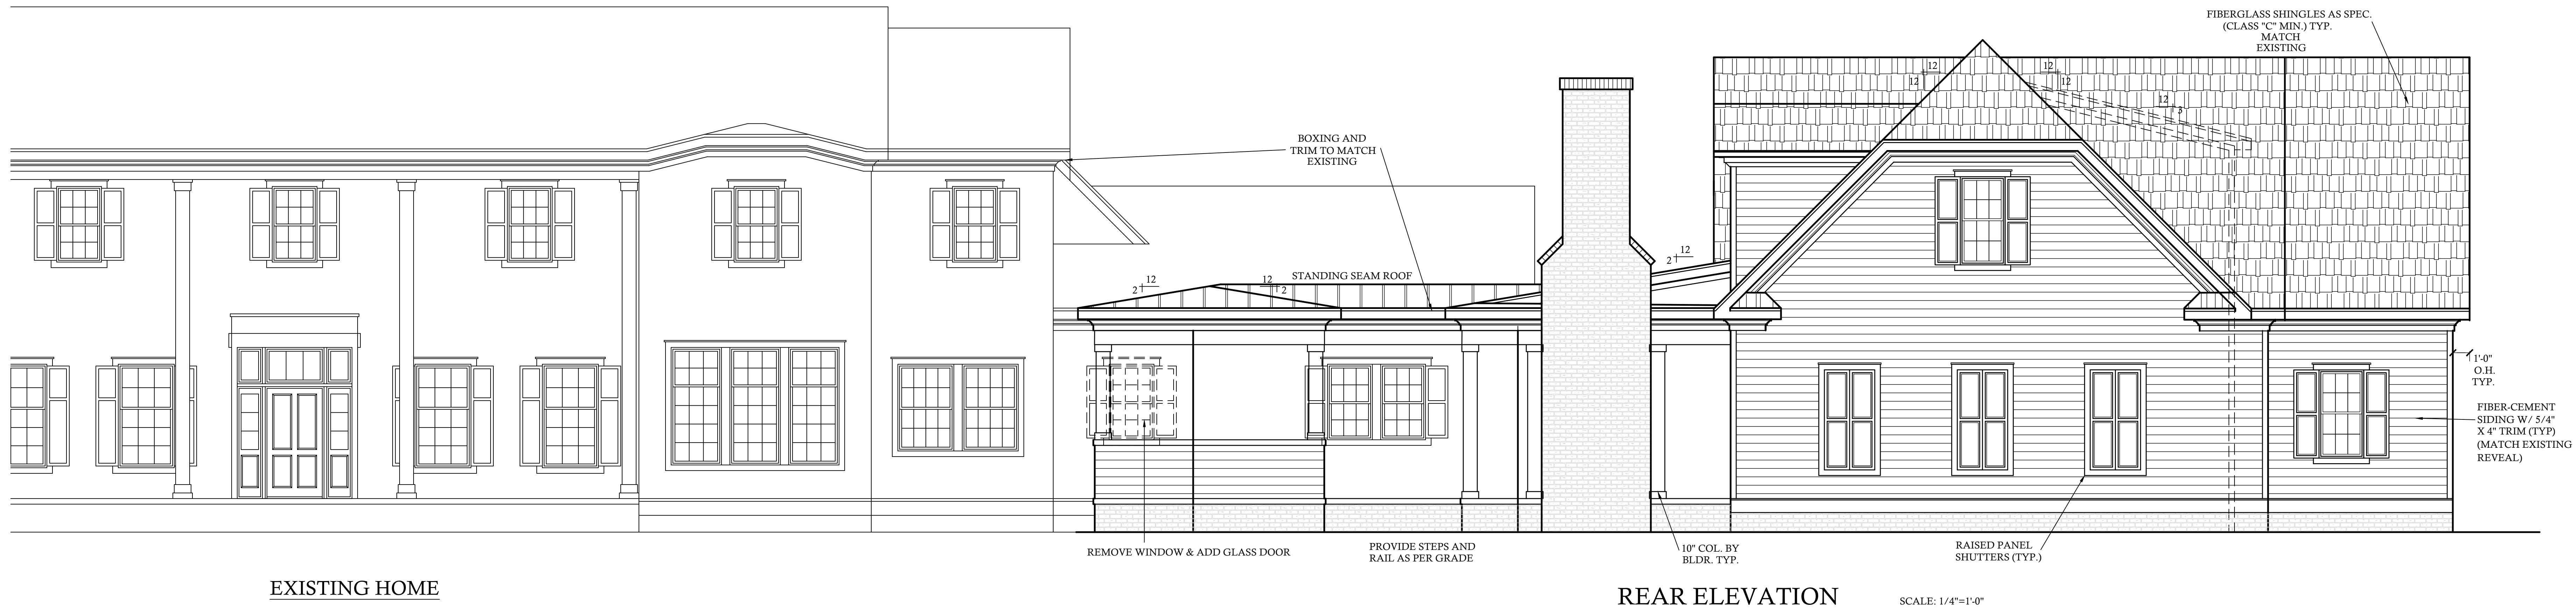 FIBERGLASS SHINGLES AS SPEC.
(CLASS "C" MIN.) TYP.
MATCH
EXISTING
12
12
12
12
12
3
BOXING AND
TRIM TO MATCH
EXISTING
12
2
STANDING SEAM ROOF
12
2
12
2
1'-0"
O.H.
TYP.
FIBER-CEMENT
SIDING W/ 5/4"
X 4" TRIM (TYP)
(MATCH EXISTING
REVEAL)
REMOVE WINDOW & ADD GLASS DOOR
PROVIDE STEPS AND
RAIL AS PER GRADE
10" COL. BY
BLDR. TYP.
RAISED PANEL
SHUTTERS (TYP.)
EXISTING HOME
REAR ELEVATION
SCALE: 1/4"=1'-0"